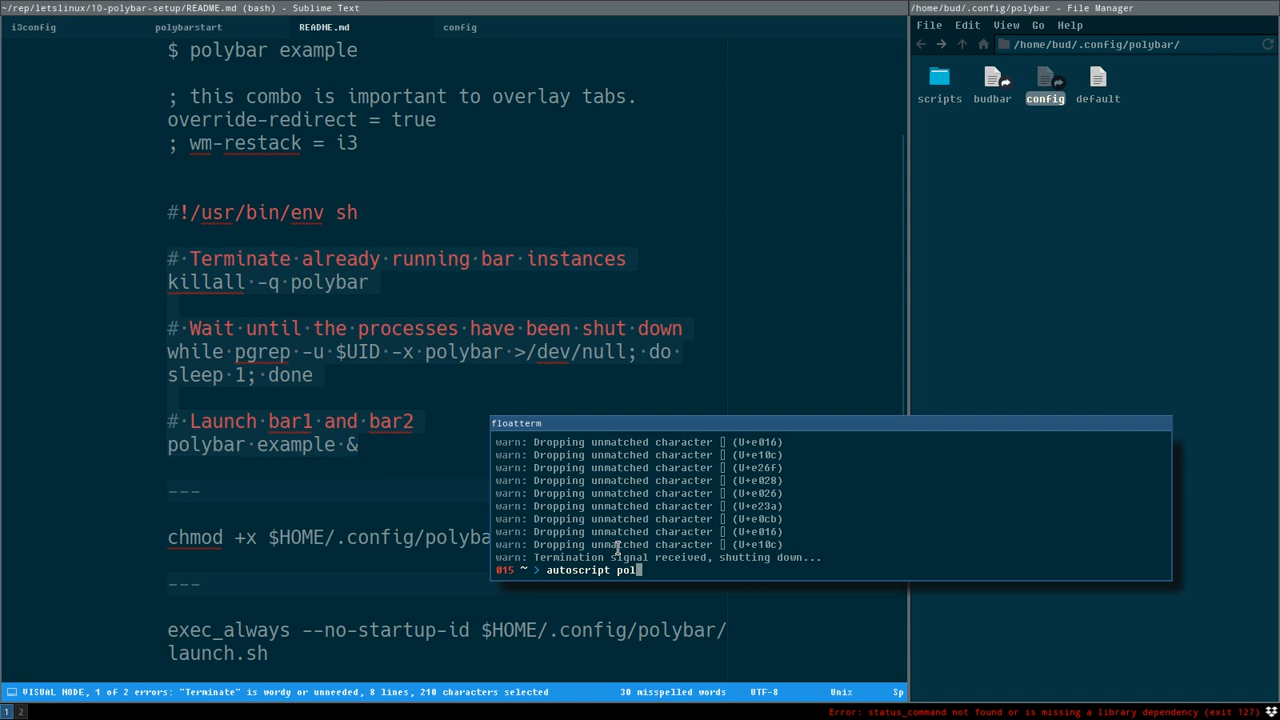 ~/rep/letslinux/10-polybar-setup/README.md (bash) - Sublime Text
i3config
polybarstart
README.md
config
$ polybar example
; this combo is important to overlay tabs.
override-redirect = true
; wm-restack = i3
#!/usr/bin/env sh
#·Terminate·already·running·bar·instances
killall·-q·polybar
#·Wait·until·the·processes·have·been·shut·down
while·pgrep·-u·$UID·-x·polybar·>/dev/null;·do·
sleep·1;·done
#·Launch·bar1·and·bar2
polybar·example·&
---
chmod +x $HOME/.config/polyba
---
exec_always --no-startup-id $HOME/.config/polybar/
launch.sh
VISUAL MODE, 1 of 2 errors: "Terminate" is wordy or unneeded, 8 lines, 210 characters selected
30 misspelled words
UTF-8
Unix
Sp
/home/bud/.config/polybar - File Manager
File Edit View Go Help
/home/bud/.config/polybar/
scripts
budbar
config
default
floatterm
warn: Dropping unmatched character ▯ (U+e016)
warn: Dropping unmatched character ▯ (U+e10c)
warn: Dropping unmatched character ▯ (U+e26f)
warn: Dropping unmatched character ▯ (U+e028)
warn: Dropping unmatched character ▯ (U+e026)
warn: Dropping unmatched character ▯ (U+e23a)
warn: Dropping unmatched character ▯ (U+e0cb)
warn: Dropping unmatched character ▯ (U+e016)
warn: Dropping unmatched character ▯ (U+e10c)
warn: Termination signal received, shutting down...
015 ~ > autoscript pol
1 2
Error: status_command not found or is missing a library dependency (exit 127)